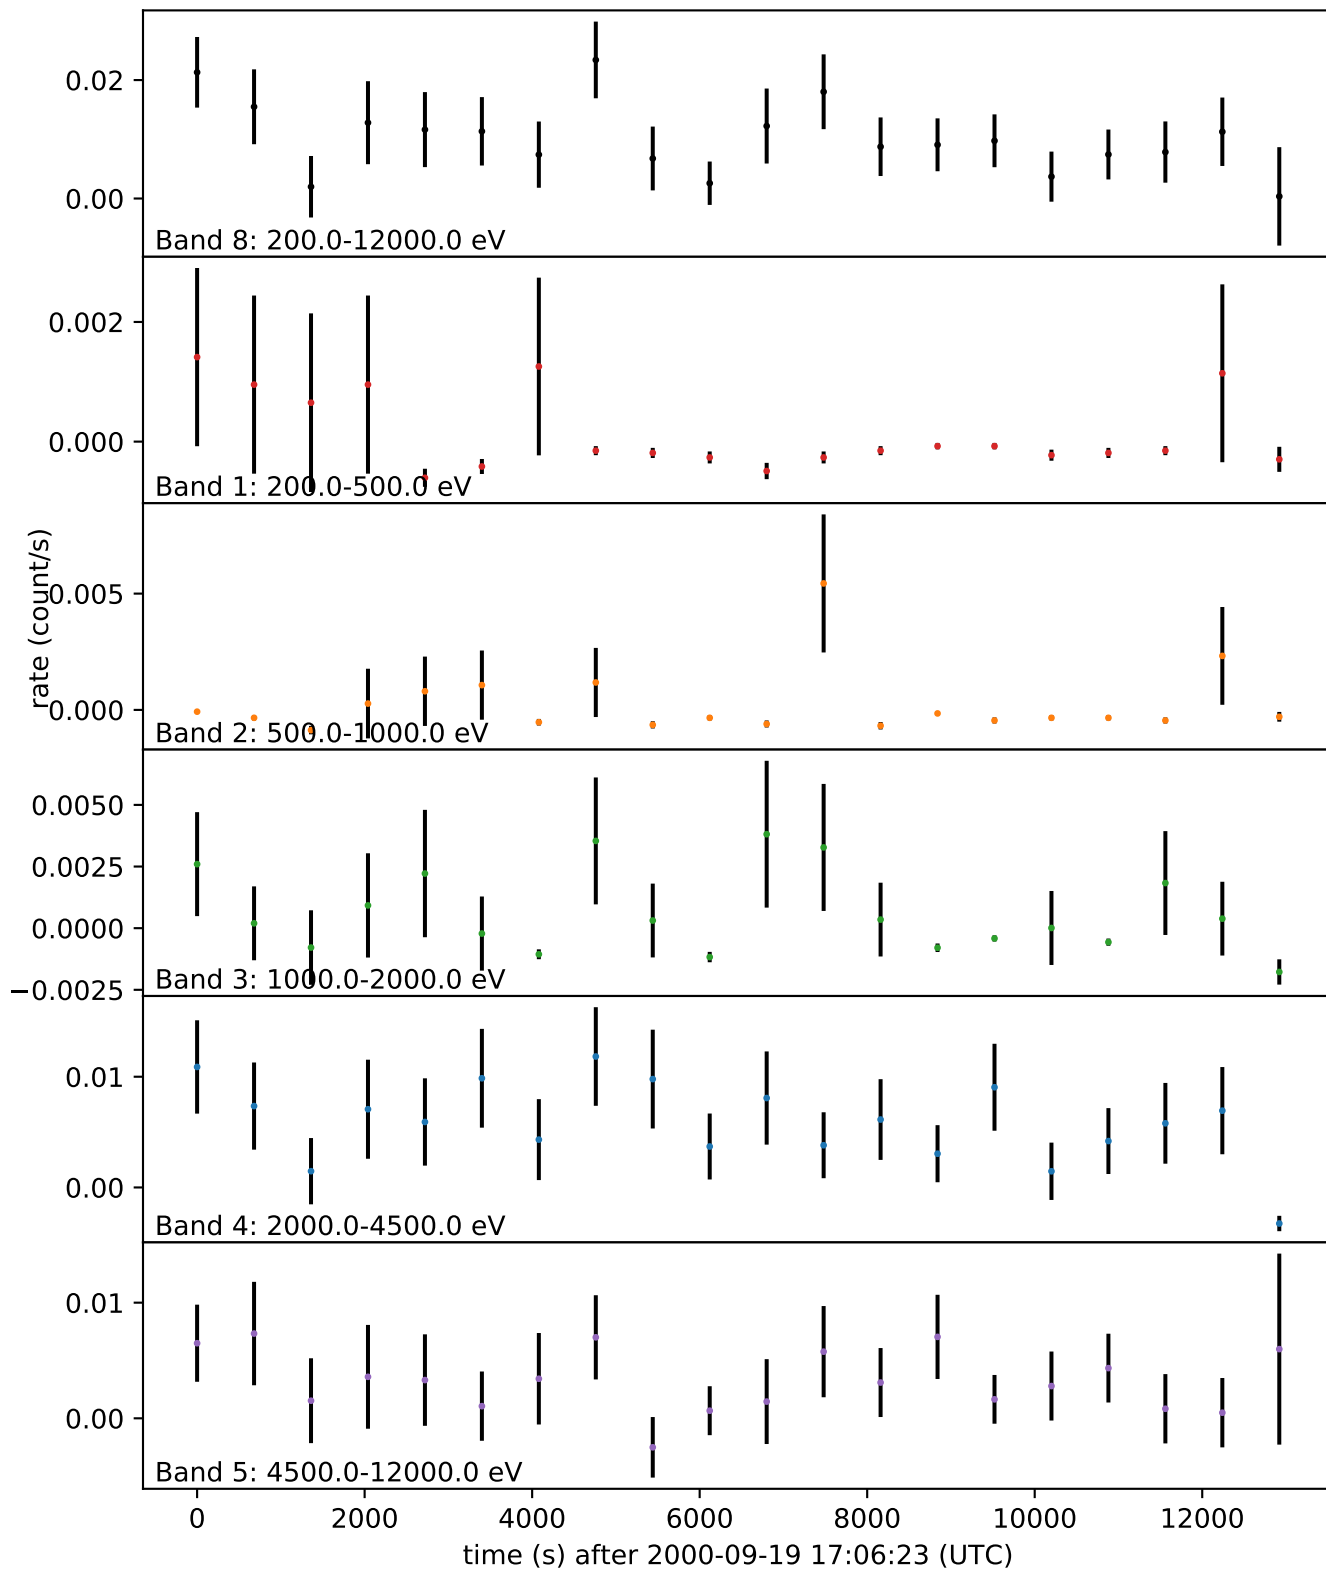 0.02
0.00
Band 8: 200.0-12000.0 eV
0.002
0.000
Band 1: 200.0-500.0 eV
rate (count/s)
0.005
0.000
Band 2: 500.0-1000.0 eV
0.0050
0.0025
0.0000
−0.0025
Band 3: 1000.0-2000.0 eV
0.01
0.00
Band 4: 2000.0-4500.0 eV
0.01
0.00
Band 5: 4500.0-12000.0 eV
0 2000 4000 6000 8000 10000 12000
time (s) after 2000-09-19 17:06:23 (UTC)